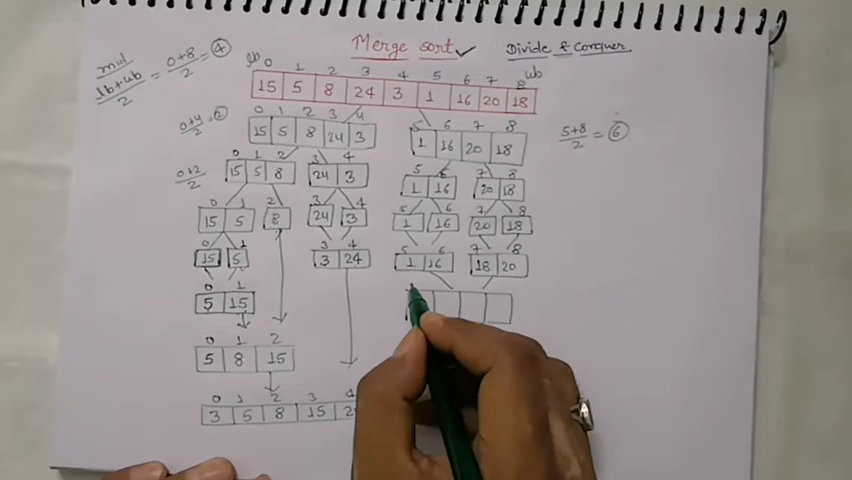 Merge sort ✓ Divide & Conquer.
mid
lb+ub/2 = 0+8/2 = 4
lb 0 1 2 3 4 5 6 7 8 ub
15 5 8 24 3 1 16 20 18
0+4/2 = 2
0 1 2 3 4 5 6 7 8
15 5 8 24 3 1 16 20 18
5+8/2 = 6
0+2/2
0 1 2 3 4 5 6 7 8
15 5 8 24 3 1 16 20 18
0 1 2 3 4 5 6 7 8
15 5 8 24 3 1 16 20 18
0 1 3 4 5 6 7 8
15 5 3 24 1 16 18 20
0 1
5 15
0 1 2
5 8 15
0 1 2 3 4
3 5 8 15 2